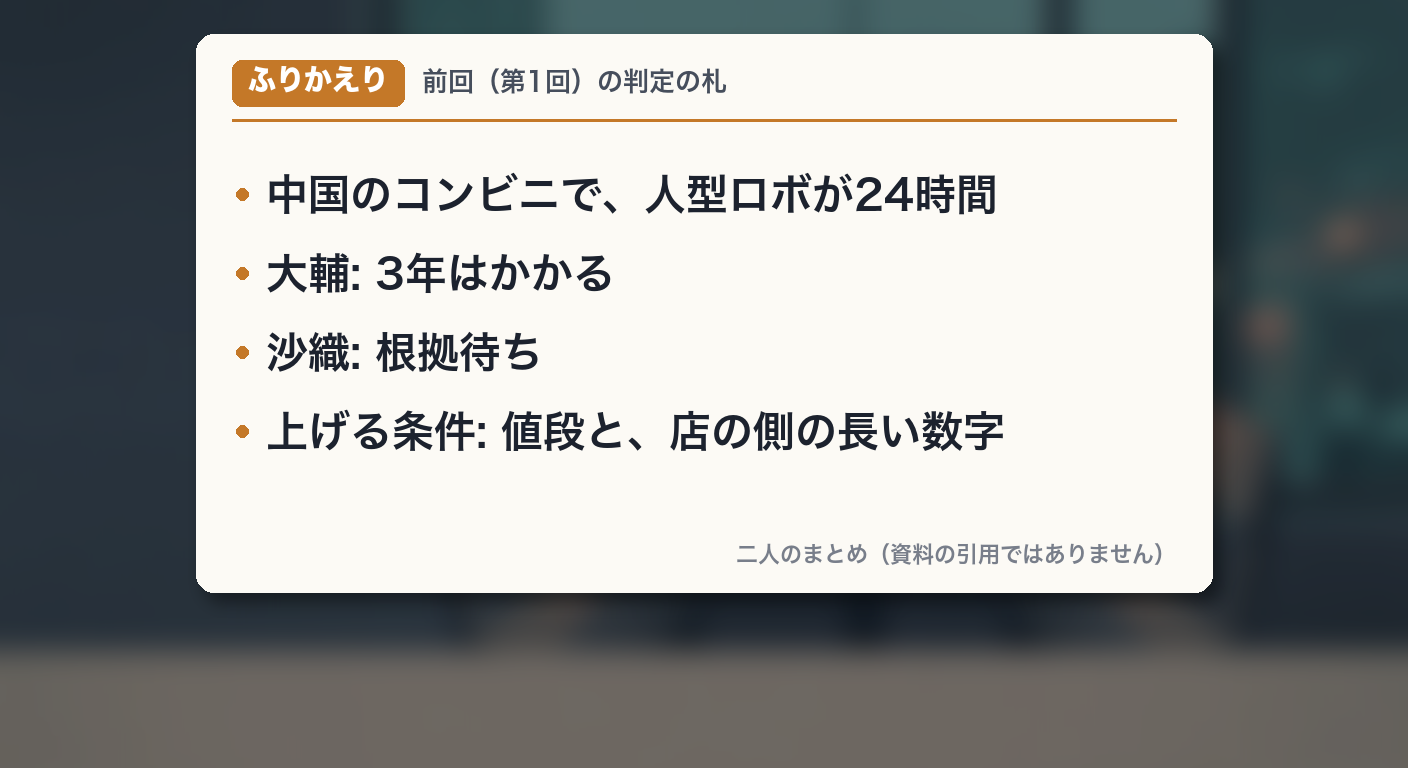 ふりかえり 前回（第1回）の判定の札
• 中国のコンビニで、人型ロボが24時間
• 大輔: 3年はかかる
• 沙織: 根拠待ち
• 上げる条件: 値段と、店の側の長い数字
二人のまとめ（資料の引用ではありません）